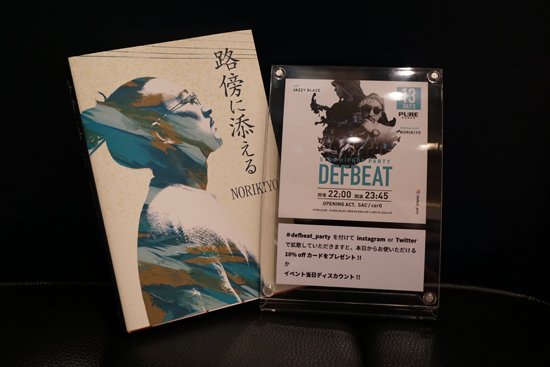 路傍に添える
NORIKIYO
JAZZY BLAZE
13
PURE
NORIKIYO
PARTY
DEFBEAT
開場 22:00 開演 23:45
OPENING ACT. SAC / cer0
#defbeat_party を付けて instagram or Twitter
で拡散していただきますと、本日からお使いいただける
10% off カードをプレゼント!!
か
イベント当日ディスカウント!!